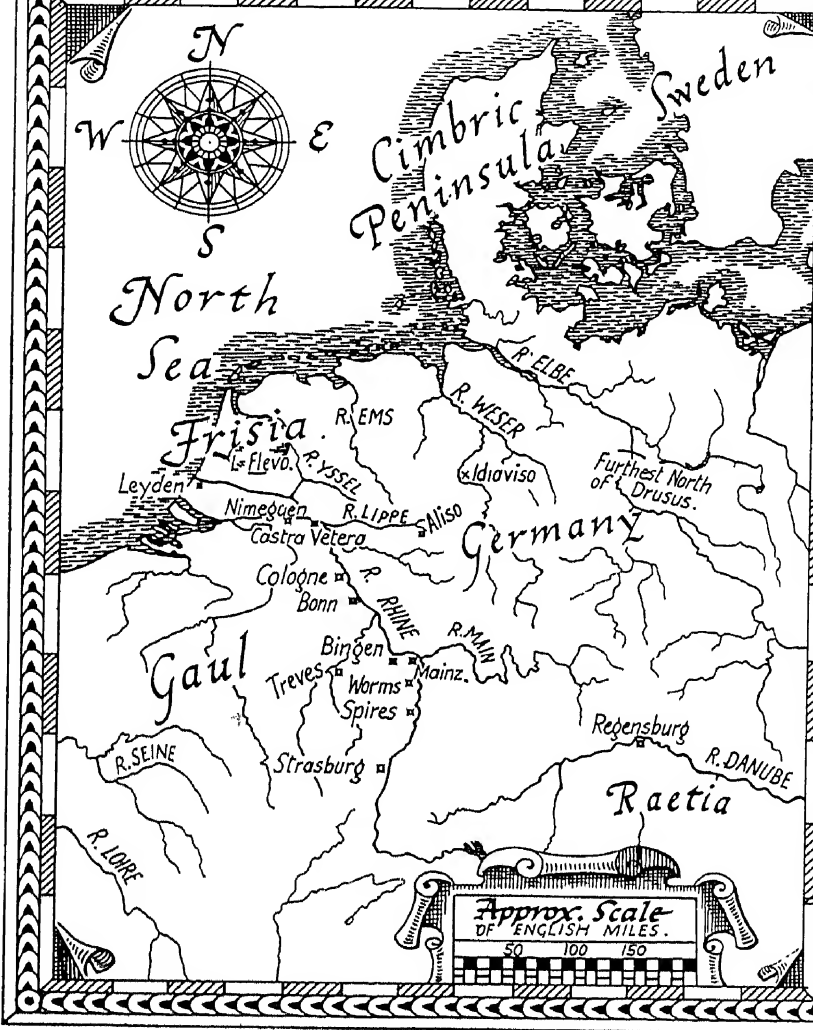 N
W
E
S
Sweden
Cimbric
Peninsula
North
Sea
R. ELBE
R. WESER
R. EMS
Frisia
L. Flevo.
R. YSSEL
Idiaviso
Furthest North
of Drusus.
Leyden
Nimeguen
R. LIPPE
Aliso
Castra Vetera
Germany
Cologne
Bonn
R. RHINE
R. MAIN
Bingen
Mainz.
Gaul
Treves
Worms
Spires
Regensburg
R. SEINE
Strasburg
R. DANUBE
Raetia
R. LOIRE
Approx. Scale
OF ENGLISH MILES.
50 100 150